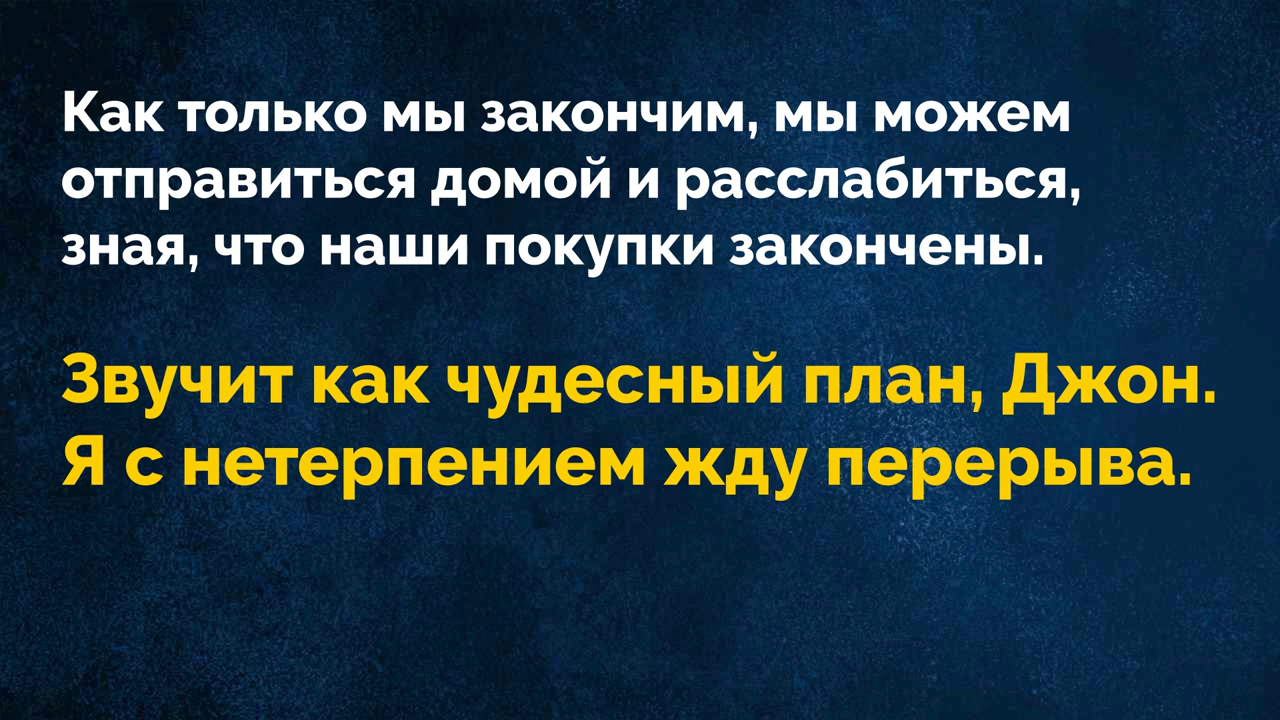 Как только мы закончим, мы можем
отправиться домой и расслабиться,
зная, что наши покупки закончены.
Звучит как чудесный план, Джон.
Я с нетерпением жду перерыва.